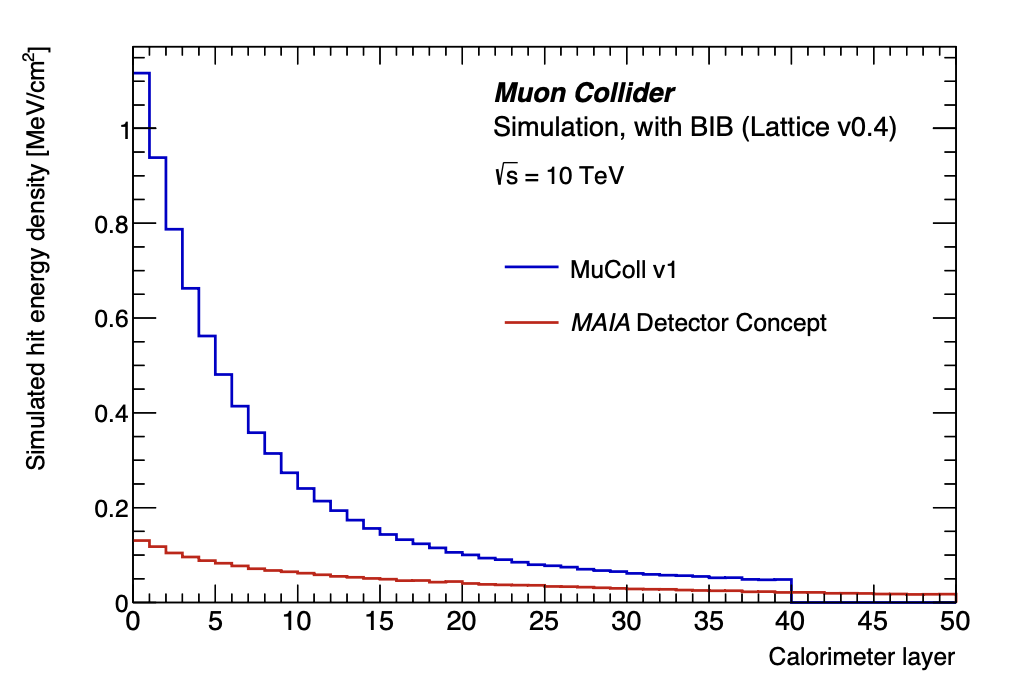 Simulated hit energy density [MeV/cm²]
Muon Collider
Simulation, with BIB (Lattice v0.4)
√s = 10 TeV
MuColl v1
MAIA Detector Concept
1
0.8
0.6
0.4
0.2
0
0 5 10 15 20 25 30 35 40 45 50
Calorimeter layer